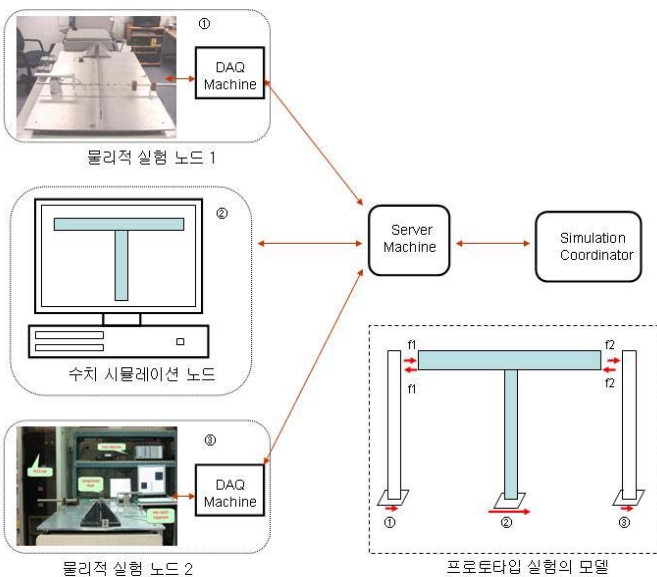 ①
DAQ
Machine
물리적 실험 노드 1
②
수치 시뮬레이션 노드
③
DAQ
Machine
물리적 실험 노드 2
Server
Machine
Simulation
Coordinator
f1
f2
f1
f2
①
②
③
프로토타입 실험의 모델